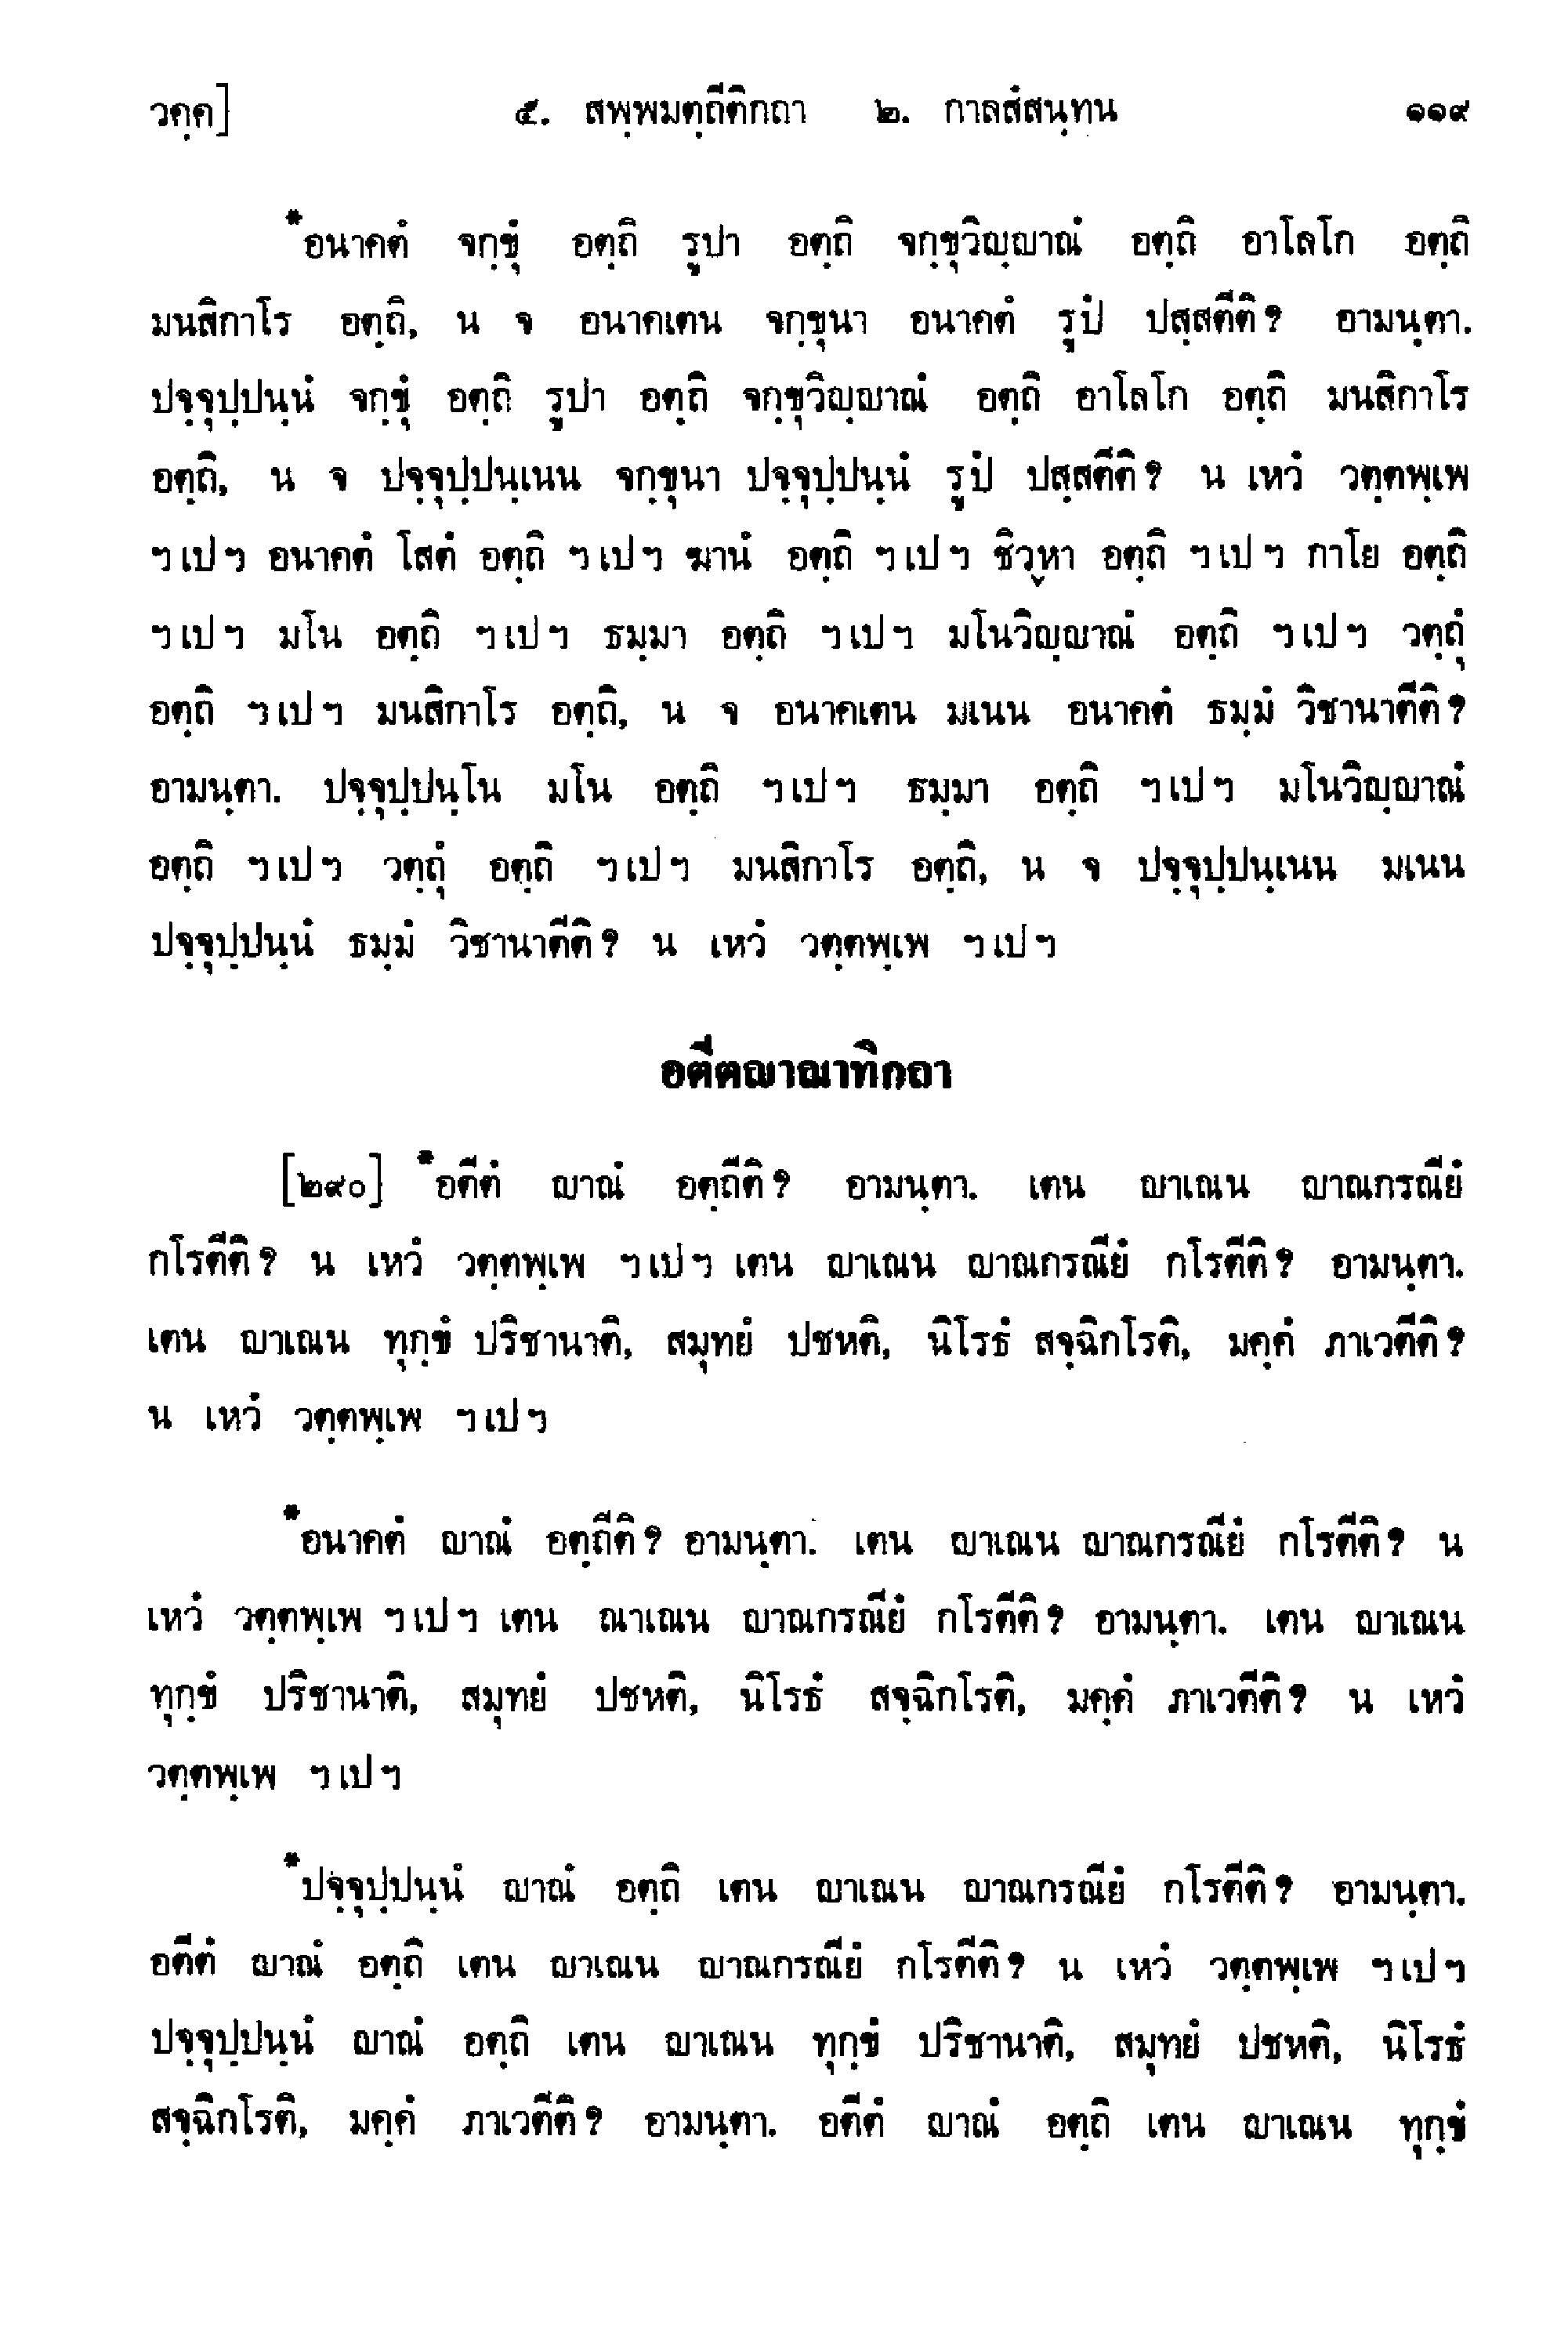 วคฺค]	๕. สพฺพมตฺถีติกถา ๒. กาลสํสนฺทน	๑๑๙
*อนาคตํ จกฺขุํ อตฺถิ รูปา อตฺถิ จกฺขุวิญฺญาณํ อตฺถิ อาโลโก อตฺถิ
มนสิกาโร อตฺถิ, น จ อนาคเตน จกฺขุนา อนาคตํ รูปํ ปสฺสตีติ? อามนฺตา.
ปจฺจุปฺปนฺนํ จกฺขุํ อตฺถิ รูปา อตฺถิ จกฺขุวิญฺญาณํ อตฺถิ อาโลโก อตฺถิ มนสิกาโร
อตฺถิ, น จ ปจฺจุปฺปนฺเนน จกฺขุนา ปจฺจุปฺปนฺนํ รูปํ ปสฺสตีติ? น เหวํ วตฺตพฺเพ
ฯเปฯ อนาคตํ โสตํ อตฺถิ ฯเปฯ ฆานํ อตฺถิ ฯเปฯ ชิวฺหา อตฺถิ ฯเปฯ กาโย อตฺถิ
ฯเปฯ มโน อตฺถิ ฯเปฯ ธมฺมา อตฺถิ ฯเปฯ มโนวิญฺญาณํ อตฺถิ ฯเปฯ วตฺถุํ
อตฺถิ ฯเปฯ มนสิกาโร อตฺถิ, น จ อนาคเตน มเนน อนาคตํ ธมฺมํ วิชานาตีติ?
อามนฺตา. ปจฺจุปฺปนฺโน มโน อตฺถิ ฯเปฯ ธมฺมา อตฺถิ ฯเปฯ มโนวิญฺญาณํ
อตฺถิ ฯเปฯ วตฺถุํ อตฺถิ ฯเปฯ มนสิกาโร อตฺถิ, น จ ปจฺจุปฺปนฺเนน มเนน
ปจฺจุปฺปนฺนํ ธมฺมํ วิชานาตีติ? น เหวํ วตฺตพฺเพ ฯเปฯ
อตีตญาณาทิกถา
[๒๙๐] *อตีตํ ญาณํ อตฺถีติ? อามนฺตา. เตน ญาเณน ญาณกรณียํ
กโรตีติ? น เหวํ วตฺตพฺเพ ฯเปฯ เตน ญาเณน ญาณกรณียํ กโรตีติ? อามนฺตา.
เตน ญาเณน ทุกฺขํ ปริชานาติ, สมุทยํ ปชหติ, นิโรธํ สจฺฉิกโรติ, มคฺคํ ภาเวตีติ?
น เหวํ วตฺตพฺเพ ฯเปฯ
*อนาคตํ ญาณํ อตฺถีติ? อามนฺตา. เตน ญาเณน ญาณกรณียํ กโรตีติ? น
เหวํ วตฺตพฺเพ ฯเปฯ เตน ณาเณน ญาณกรณียํ กโรตีติ? อามนฺตา. เตน ญาเณน
ทุกฺขํ ปริชานาติ, สมุทยํ ปชหติ, นิโรธํ สจฺฉิกโรติ, มคฺคํ ภาเวตีติ? น เหวํ
วตฺตพฺเพ ฯเปฯ
*ปจฺจุปฺปนฺนํ ญาณํ อตฺถิ เตน ญาเณน ญาณกรณียํ กโรตีติ? อามนฺตา.
อตีตํ ญาณํ อตฺถิ เตน ญาเณน ญาณกรณียํ กโรตีติ? น เหวํ วตฺตพฺเพ ฯเปฯ
ปจฺจุปฺปนฺนํ ญาณํ อตฺถิ เตน ญาเณน ทุกฺขํ ปริชานาติ, สมุทยํ ปชหติ, นิโรธํ
สจฺฉิกโรติ, มคฺคํ ภาเวตีติ? อามนฺตา. อตีตํ ญาณํ อตฺถิ เตน ญาเณน ทุกฺขํ